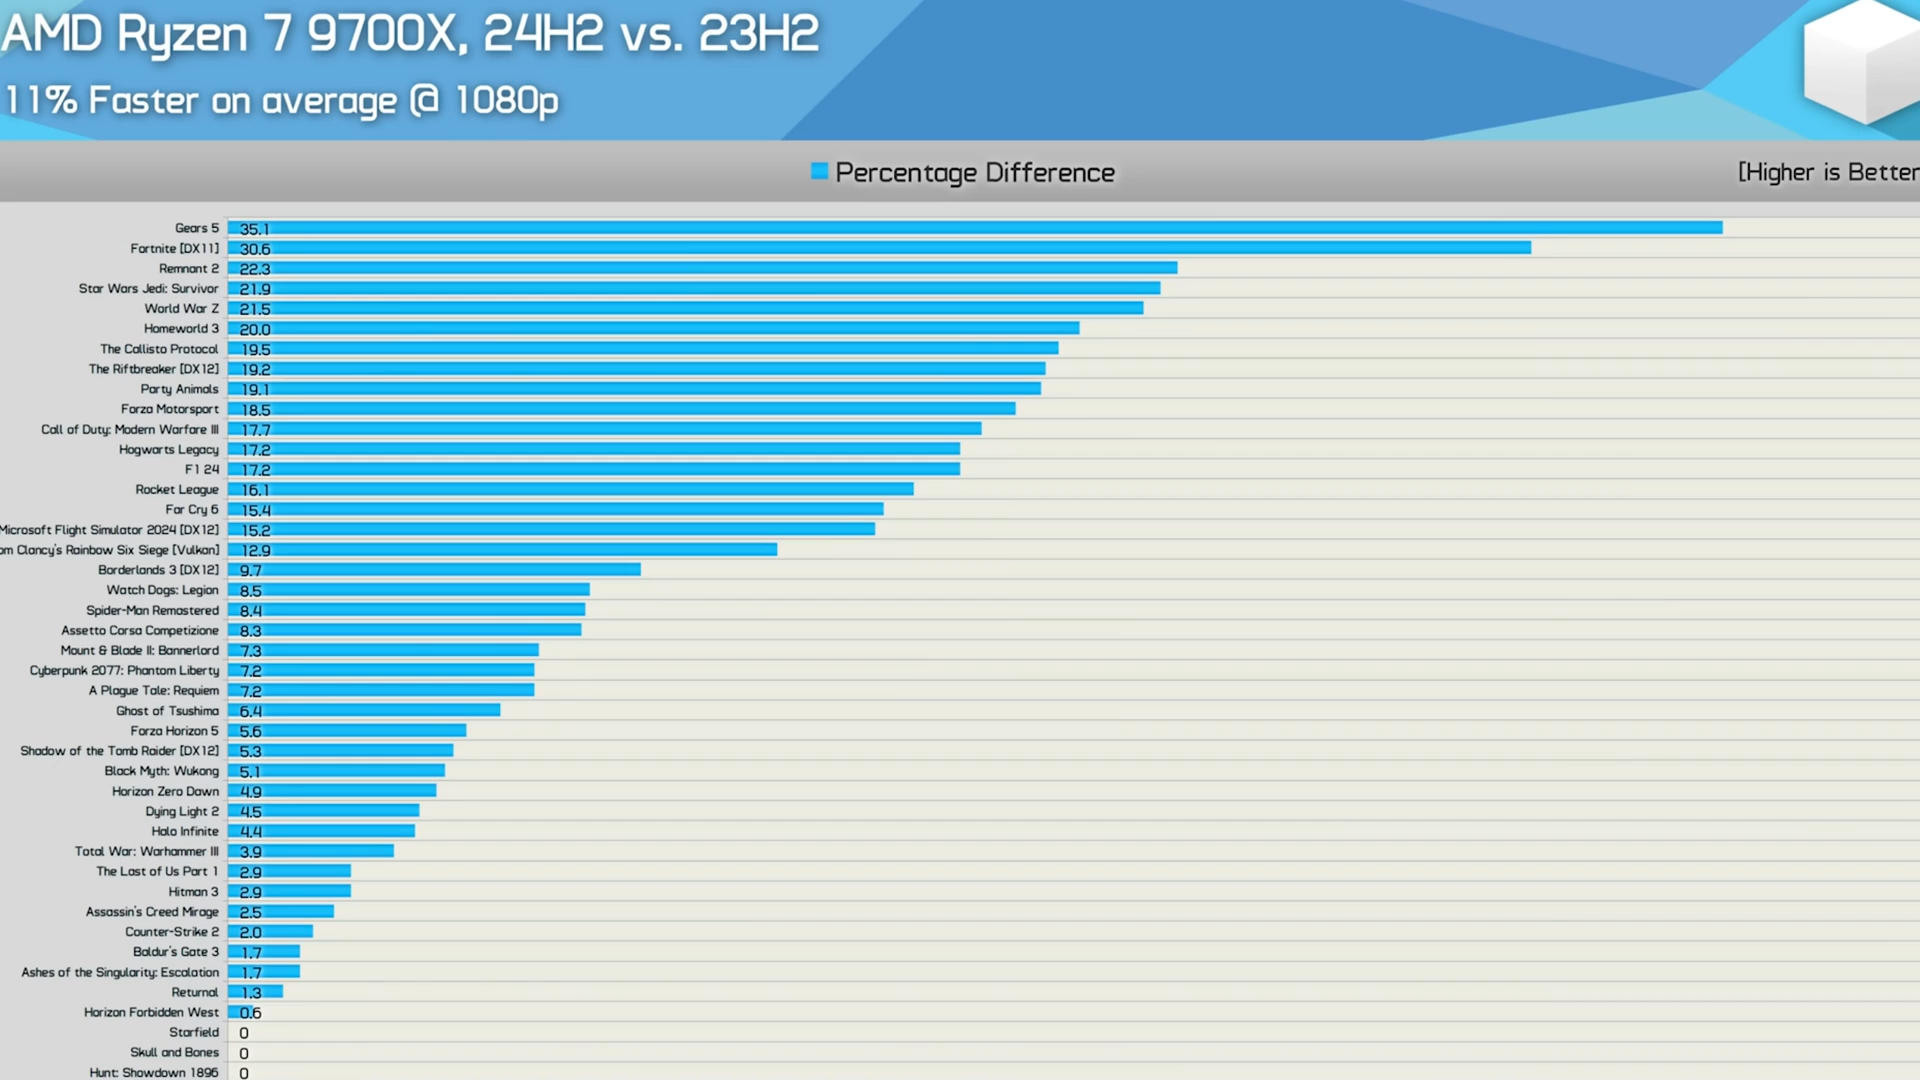 AMD Ryzen 7 9700X, 24H2 vs. 23H2
11% Faster on average @ 1080p
Percentage Difference
[Higher is Better
Gears 5 35.1
Fortnite [DX11] 30.6
Remnant 2 22.3
Star Wars Jedi: Survivor 21.9
World War Z 21.5
Homeworld 3 20.0
The Callisto Protocol 19.5
The Riftbreaker [DX12] 19.2
Party Animals 19.1
Forza Motorsport 18.5
Call of Duty: Modern Warfare III 17.7
Hogwarts Legacy 17.2
F1 24 17.2
Rocket League 16.1
Far Cry 6 15.4
Microsoft Flight Simulator 2024 [DX12] 15.2
om Clancy's Rainbow Six Siege [Vulkan] 12.9
Borderlands 3 [DX12] 9.7
Watch Dogs: Legion 8.5
Spider-Man Remastered 8.4
Assetto Corsa Competizione 8.3
Mount & Blade II: Bannerlord 7.3
Cyberpunk 2077: Phantom Liberty 7.2
A Plague Tale: Requiem 7.2
Ghost of Tsushima 6.4
Forza Horizon 5 5.6
Shadow of the Tomb Raider [DX12] 5.3
Black Myth: Wukong 5.1
Horizon Zero Dawn 4.9
Dying Light 2 4.5
Halo Infinite 4.4
Total War: Warhammer III 3.9
The Last of Us Part 1 2.9
Hitman 3 2.9
Assassin's Creed Mirage 2.5
Counter-Strike 2 2.0
Baldur's Gate 3 1.7
Ashes of the Singularity: Escalation 1.7
Returnal 1.3
Horizon Forbidden West 0.6
Starfield 0
Skull and Bones 0
Hunt: Showdown 1896 0